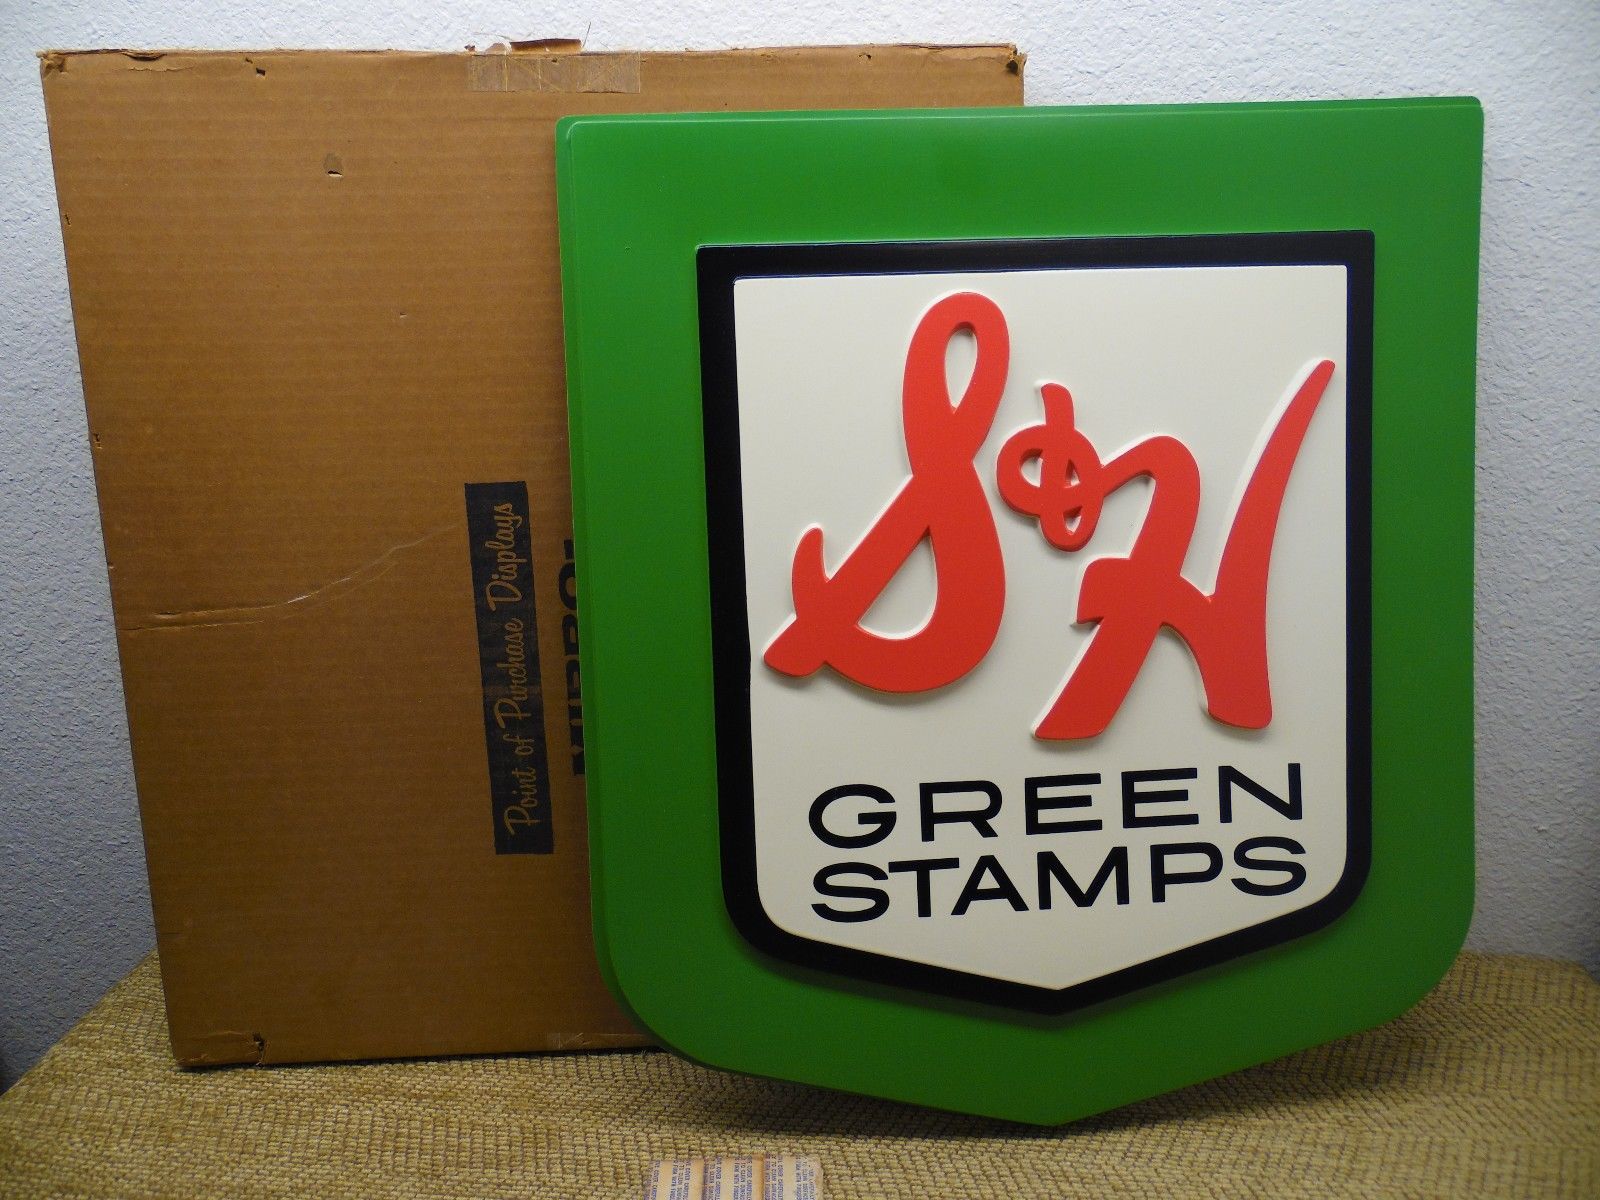 S&H
GREEN
STAMPS
Point of Purchase Displays